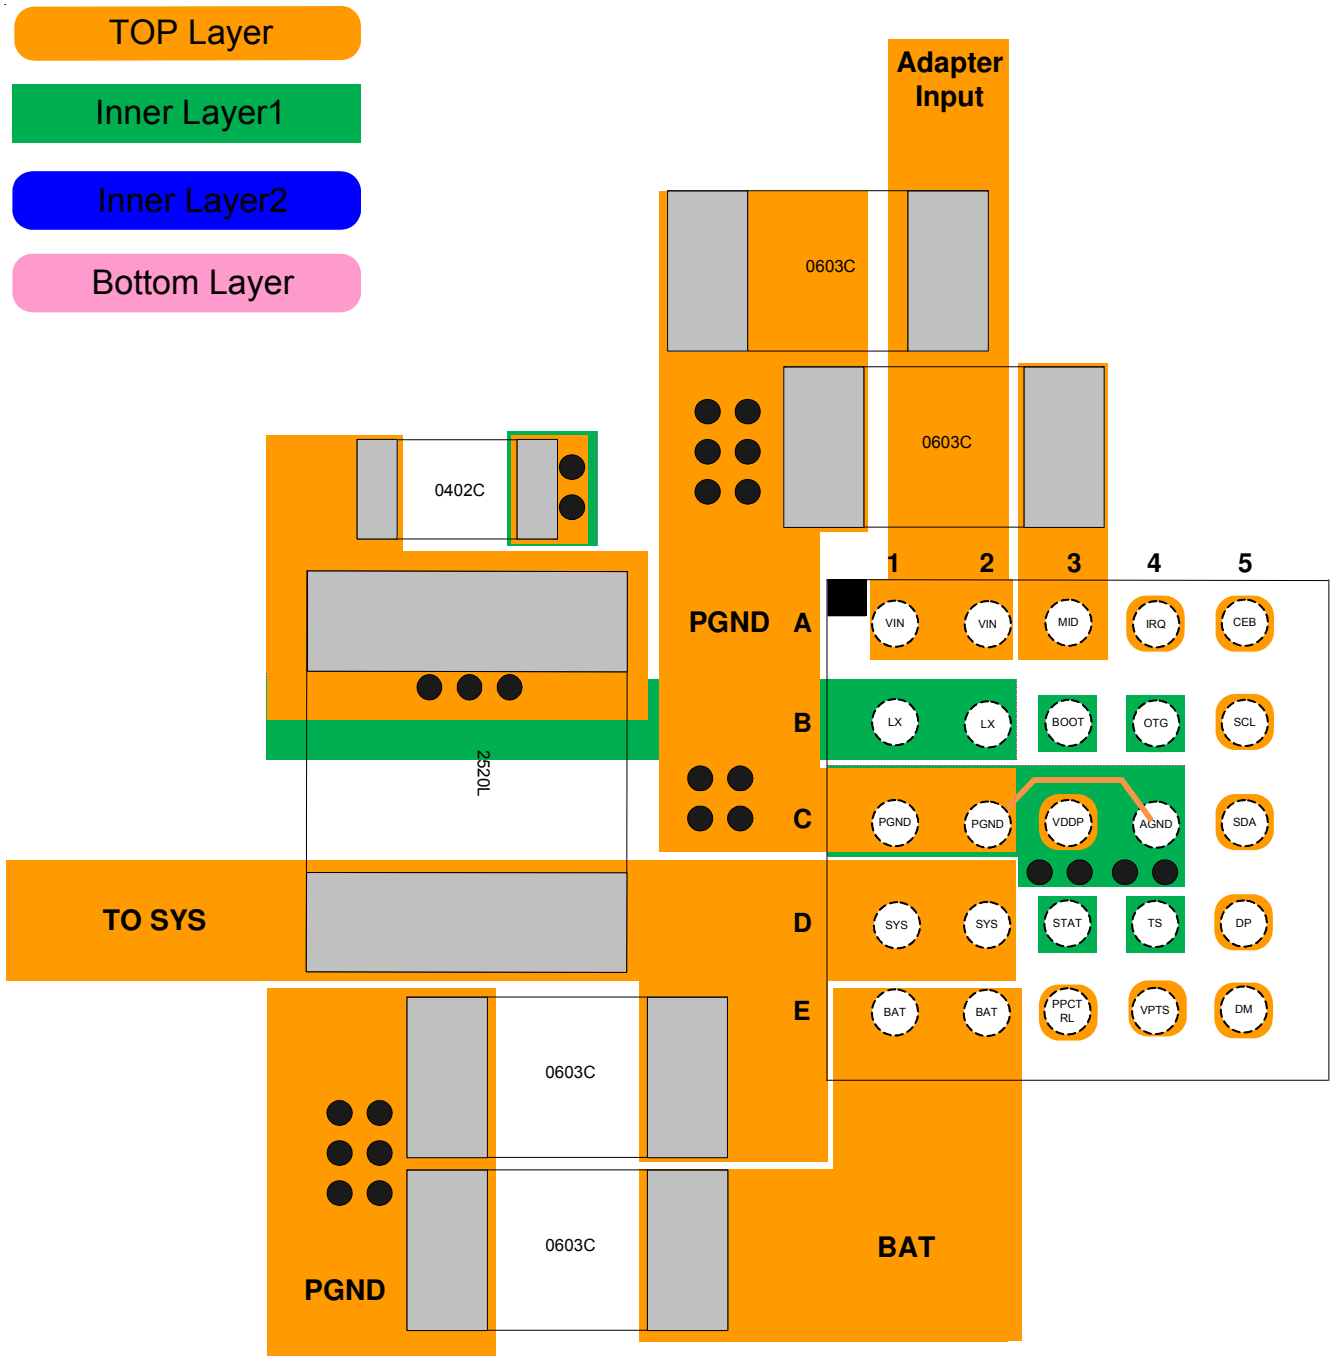 TOP Layer
Inner Layer1
Inner Layer2
Bottom Layer
Adapter
Input
0603C
0603C
0402C
1 2 3 4 5
PGND A VIN VIN MID IRQ CEB
B LX LX BOOT OTG SCL
2520L
C PGND PGND VDDP AGND SDA
TO SYS D SYS SYS STAT TS DP
E BAT BAT PPCT
RL VPTS DM
0603C
0603C
BAT
PGND